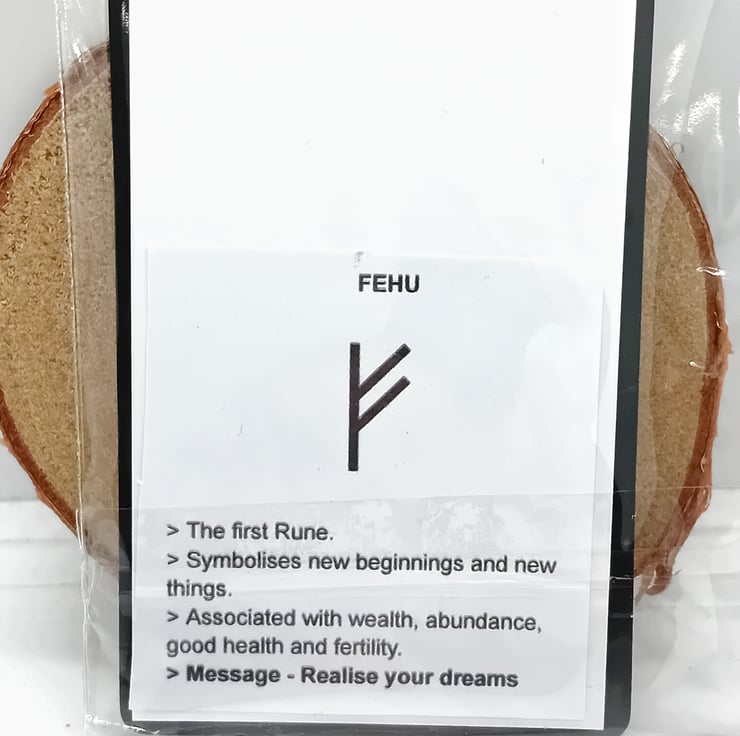 FEHU
> The first Rune.
> Symbolises new beginnings and new
things.
> Associated with wealth, abundance,
good health and fertility.
> Message - Realise your dreams